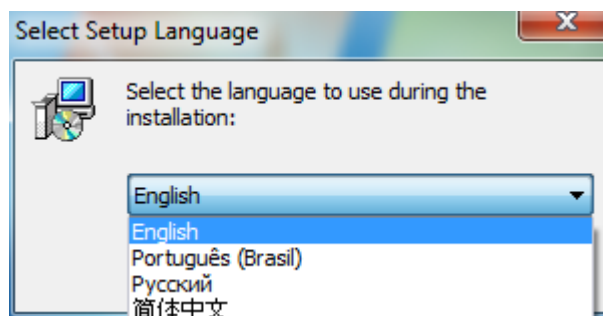 Select Setup Language
Select the language to use during the
installation:
English
English
Português (Brasil)
Русский
简体中文